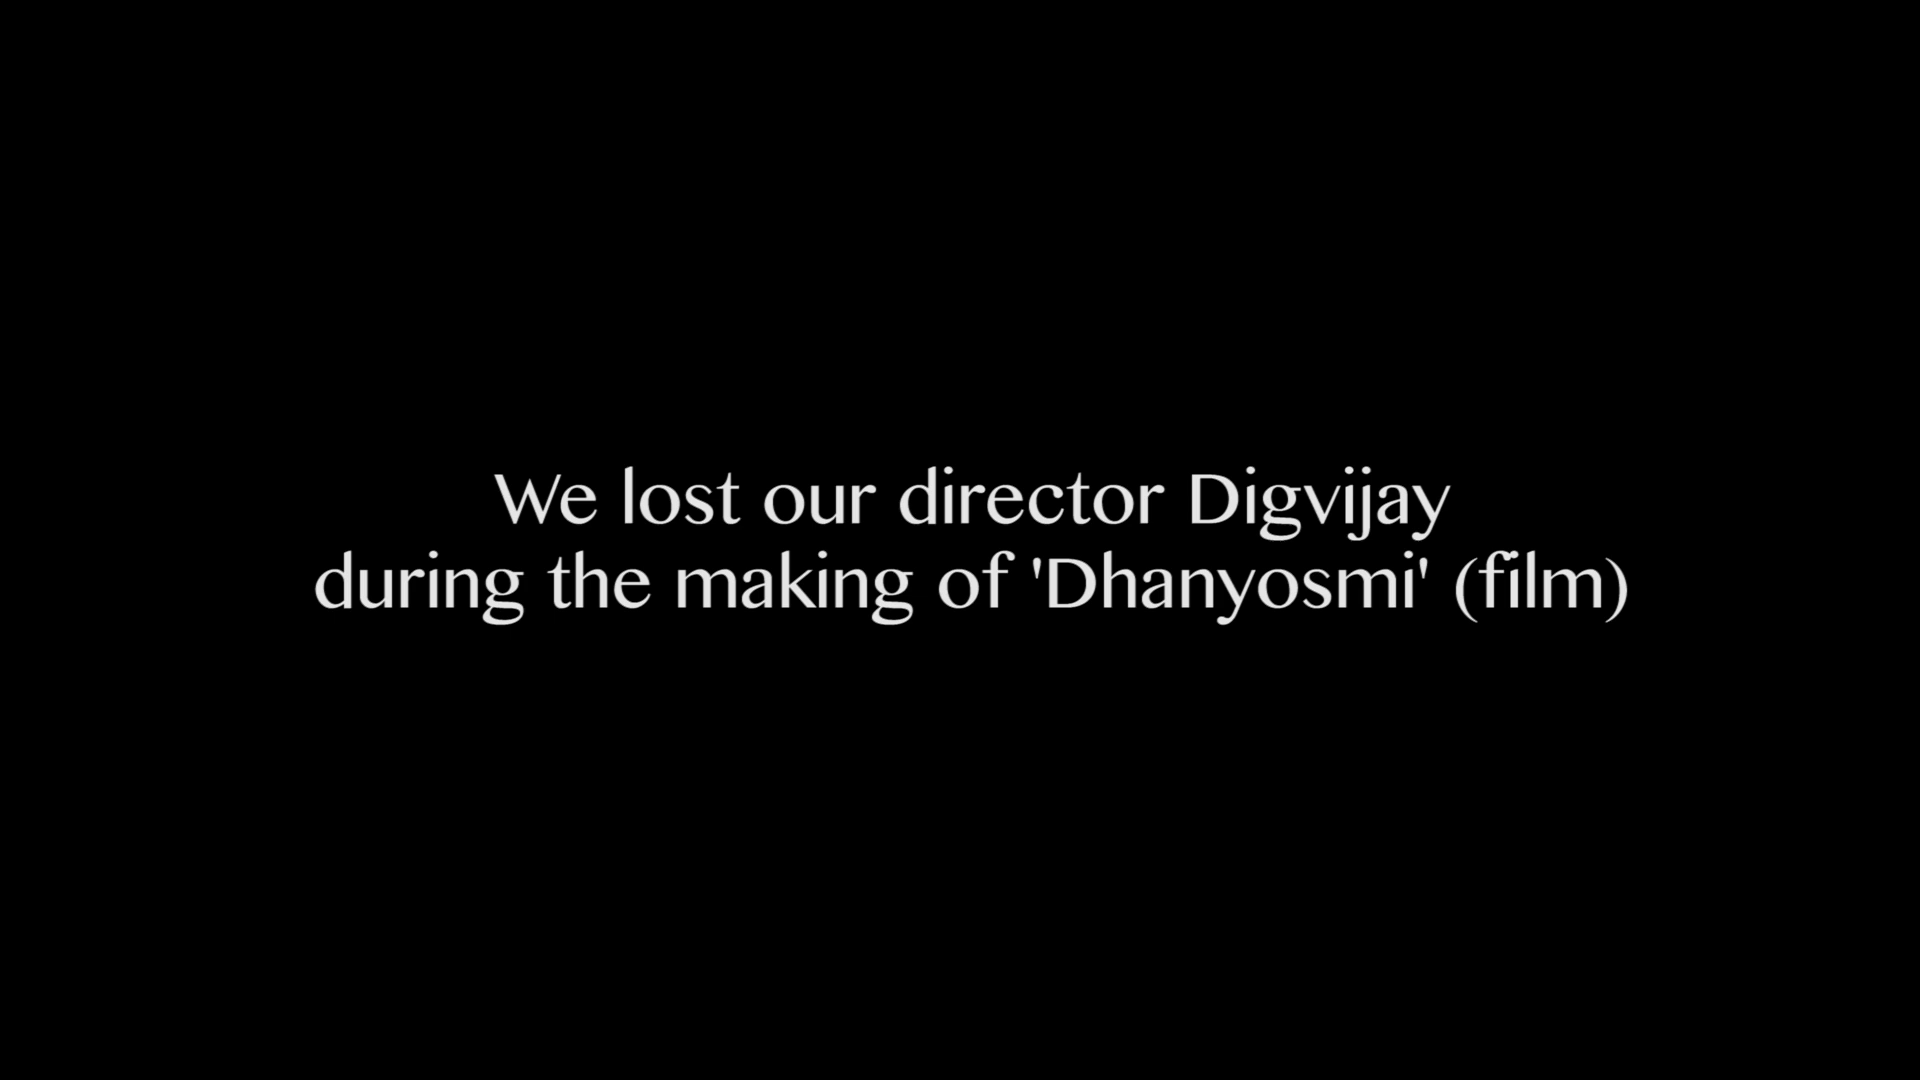 We lost our director Digvijay
during the making of 'Dhanyosmi' (film)